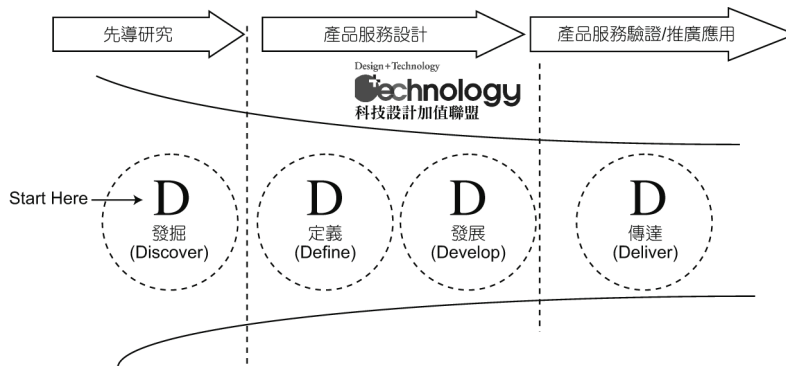 先導研究
產品服務設計
產品服務驗證/推廣應用
Design+Technology
technology
科技設計加值聯盟
Start Here
D
發掘
(Discover)
D
定義
(Define)
D
發展
(Develop)
D
傳達
(Deliver)